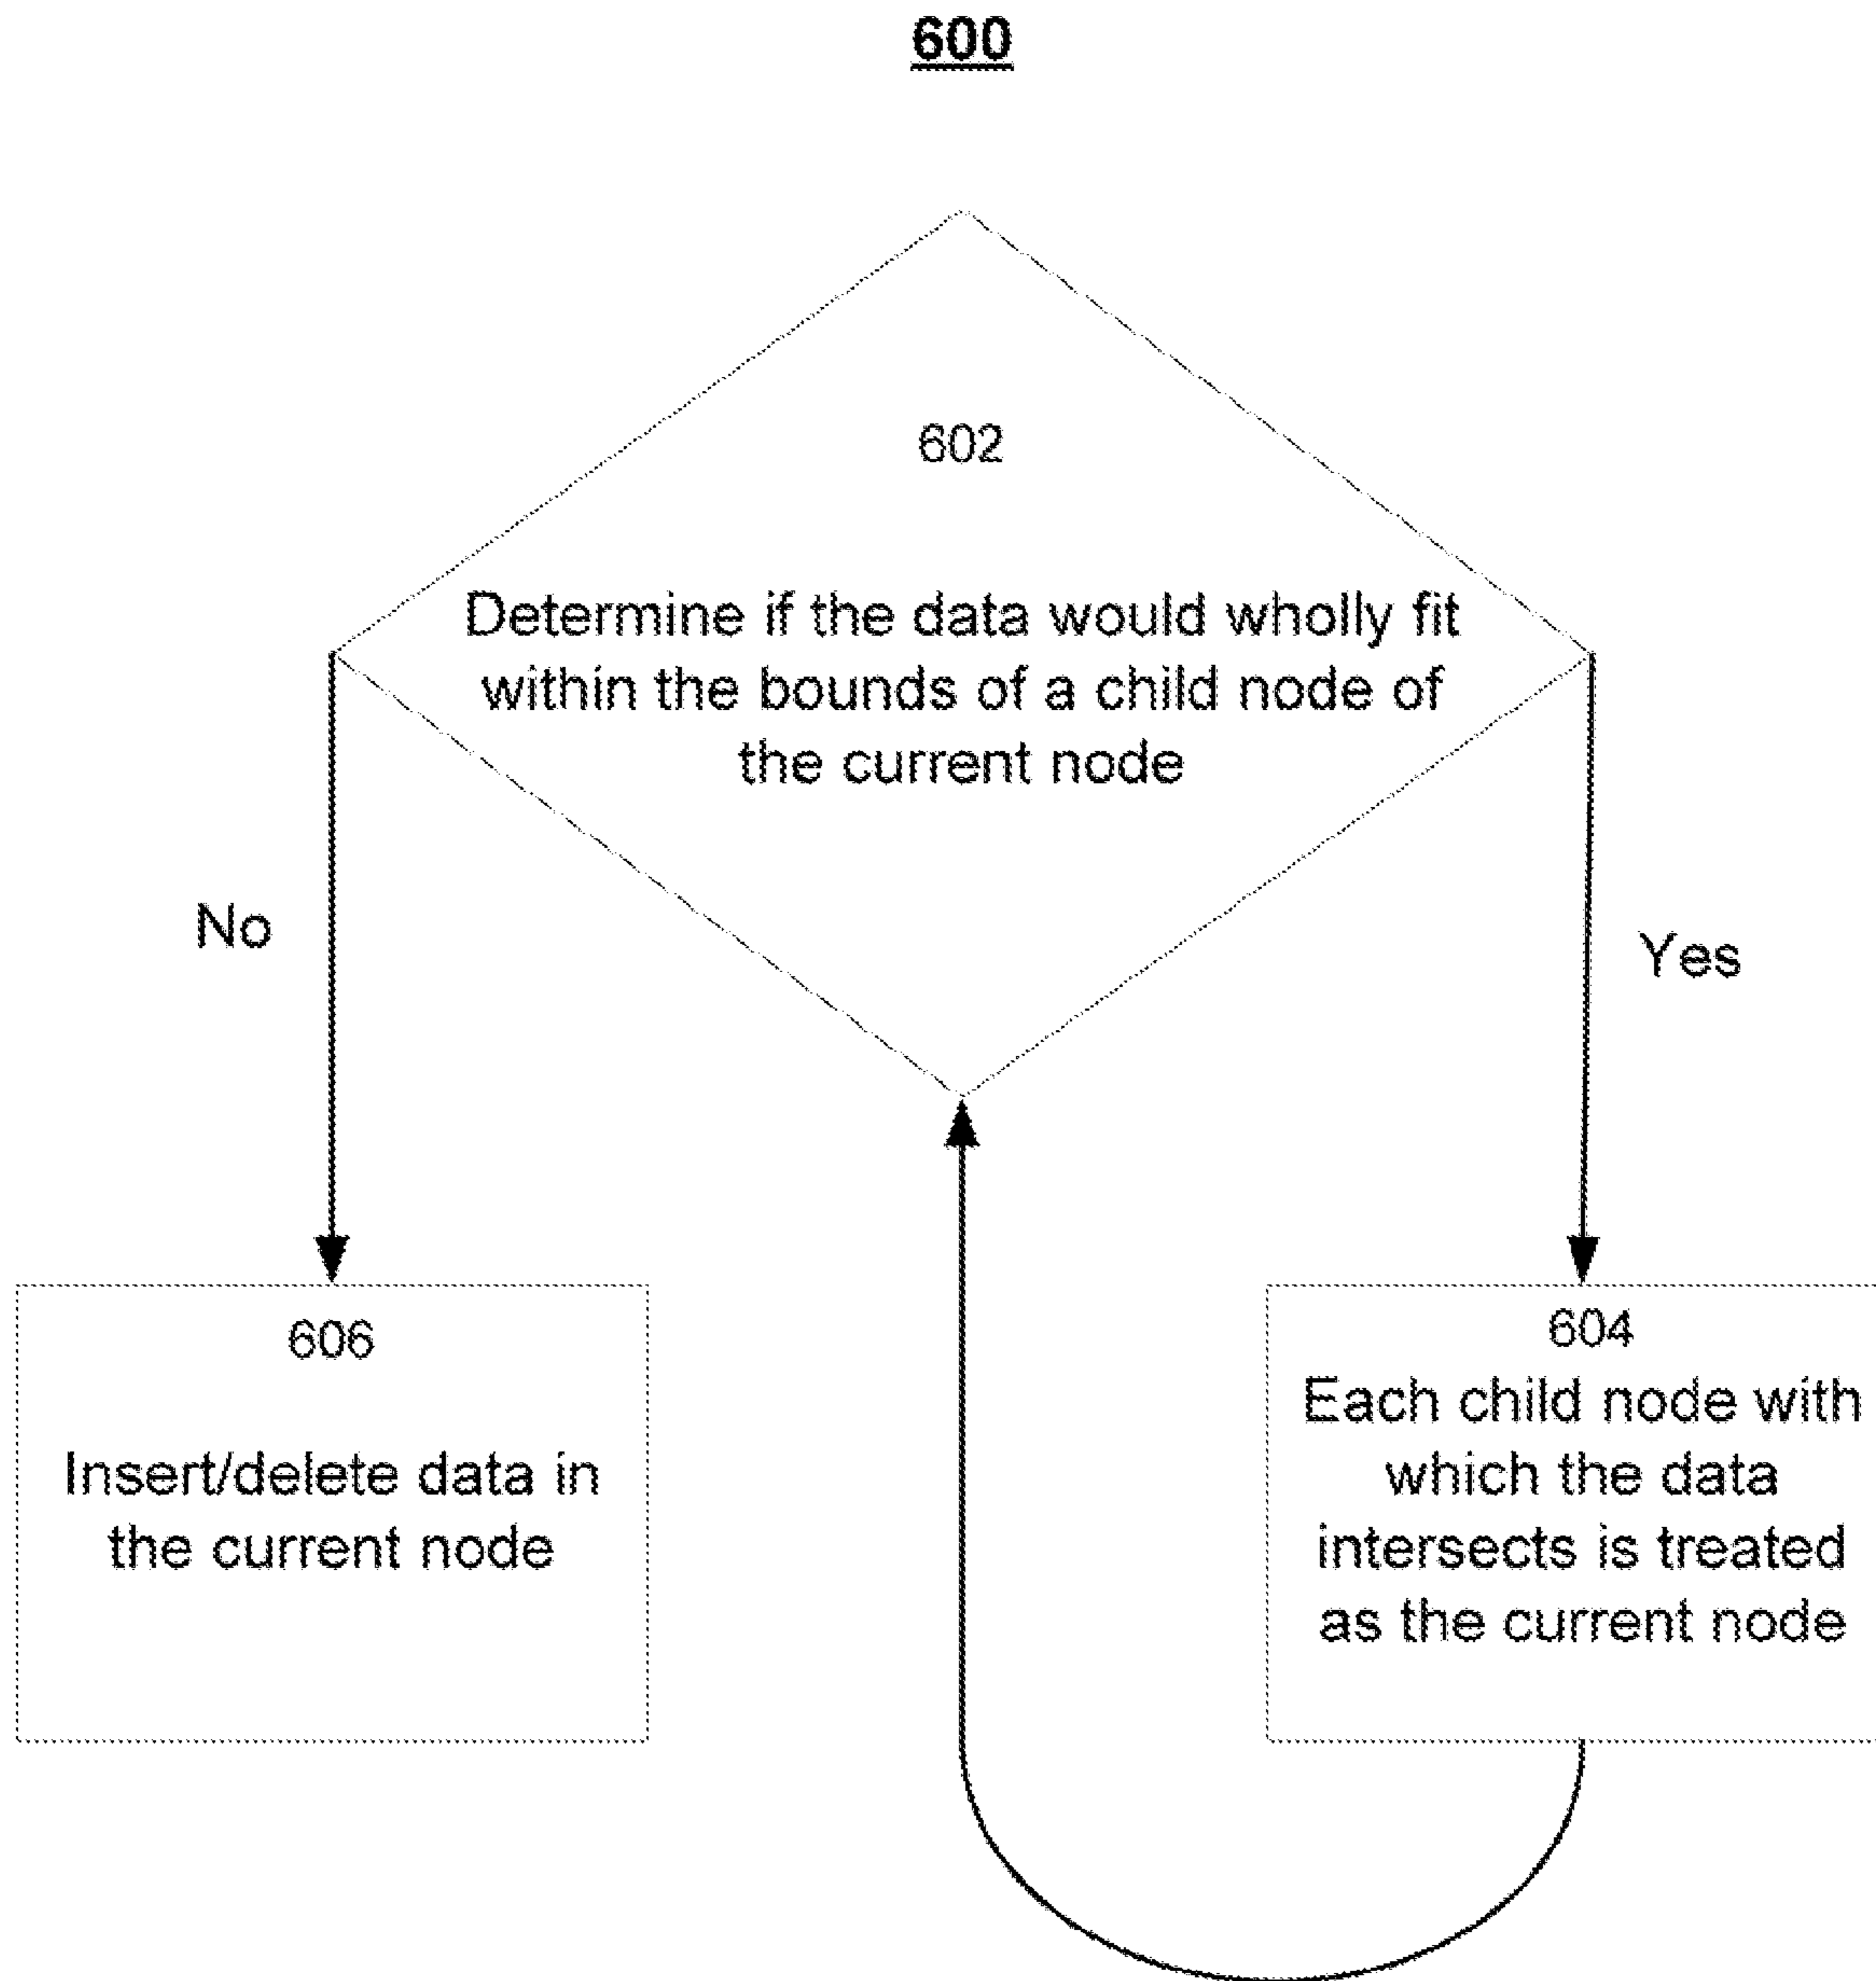 600
602
Determine if the data would wholly fit
within the bounds of a child node of
the current node
No
Yes
606
Insert/delete data in
the current node
604
Each child node with
which the data
intersects is treated
as the current node